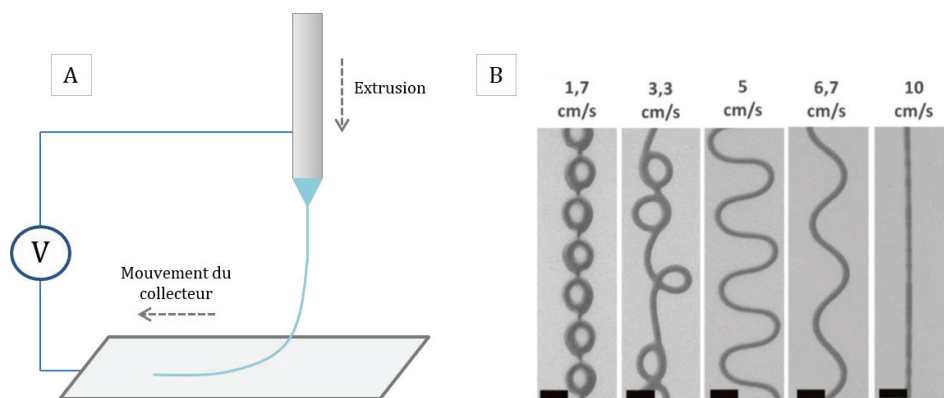 A
Extrusion
V
Mouvement du
collecteur
B
1,7
cm/s
3,3
cm/s
5
cm/s
6,7
cm/s
10
cm/s